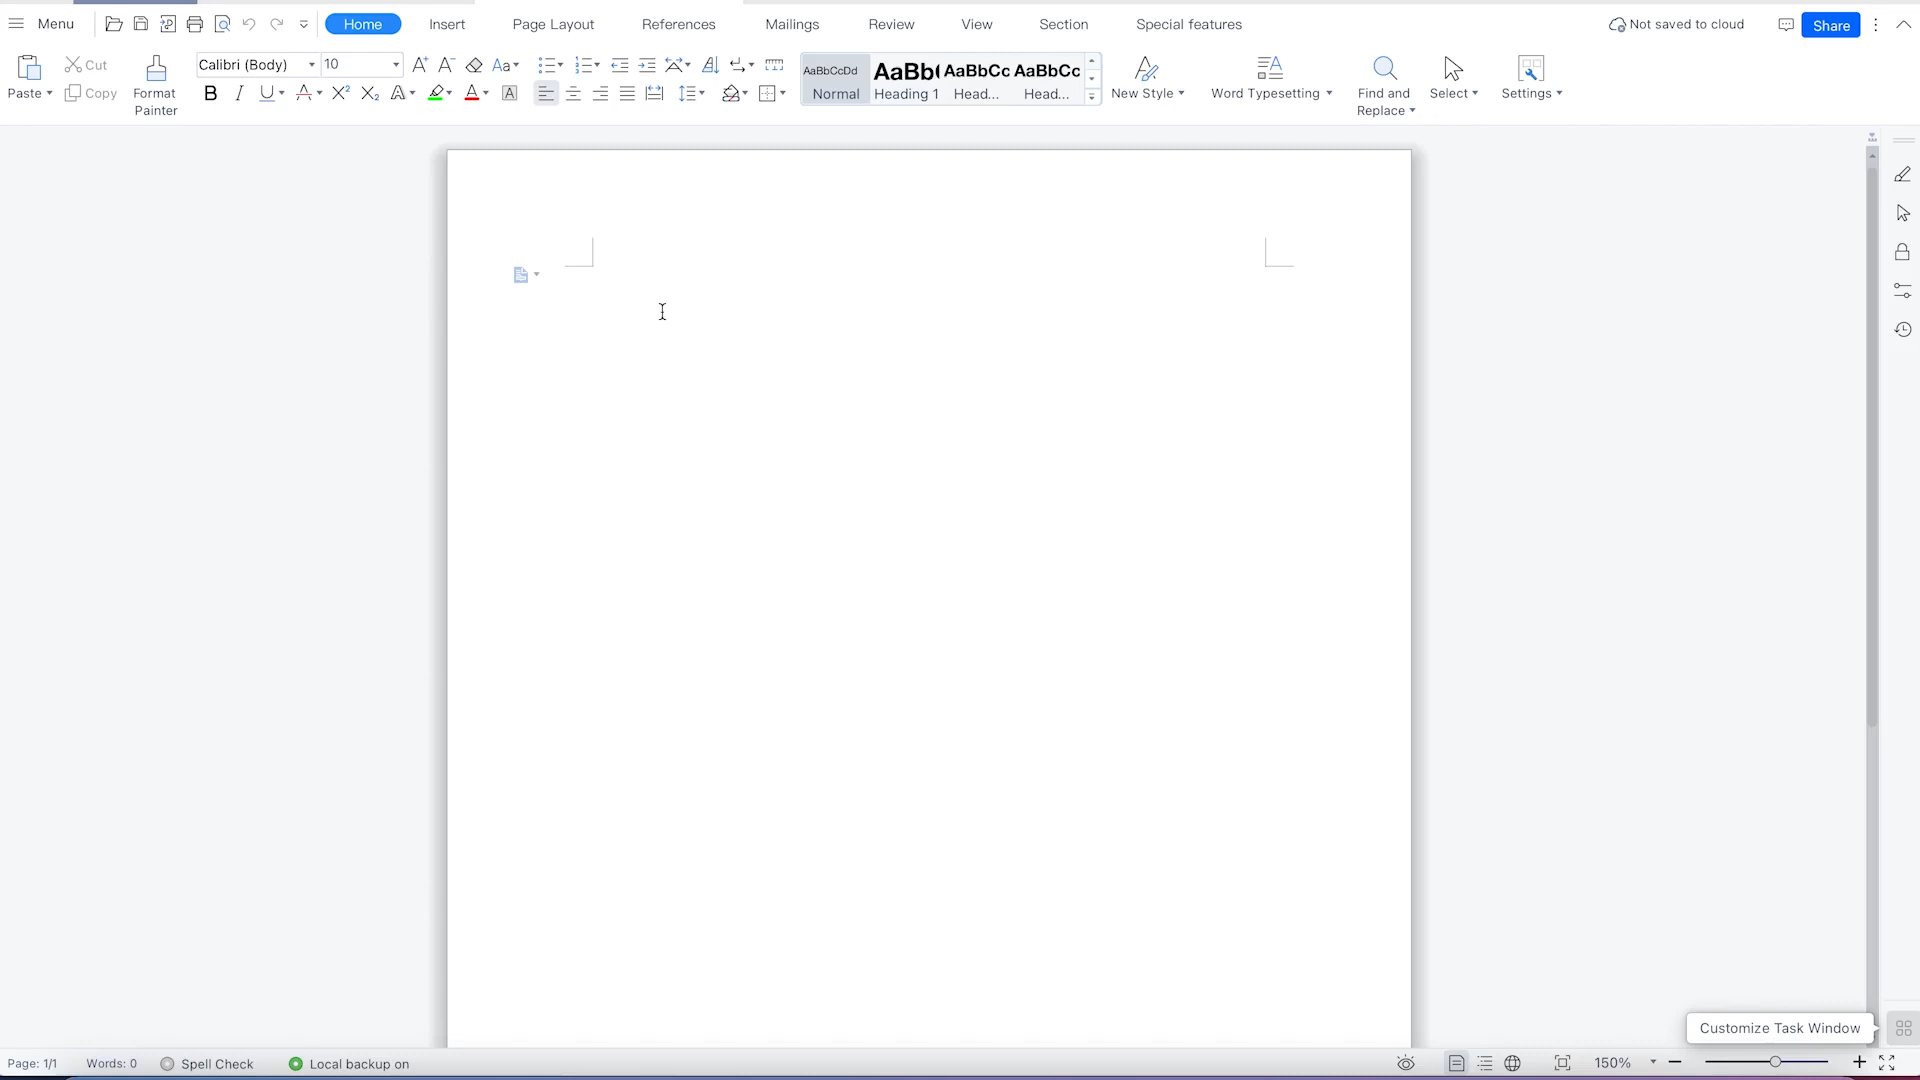 Menu Home Insert Page Layout References Mailings Review View Section Special features Not saved to cloud Share
Paste Cut Copy Format Painter
Calibri (Body) 10
AaBbCcDd AaBb AaBbCc AaBbCc
Normal Heading 1 Head... Head...
New Style Word Typesetting Find and Replace Select Settings
Customize Task Window
Page: 1/1 Words: 0 Spell Check Local backup on 150%